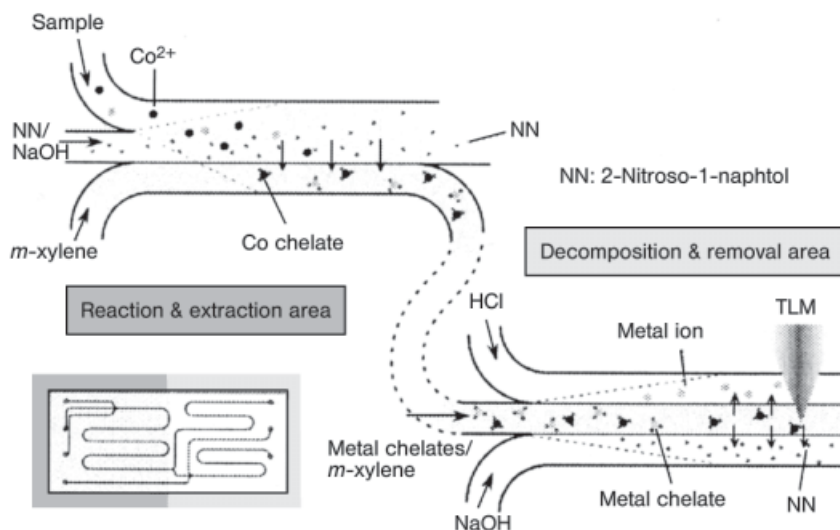 Sample
Co2+
NN/
NaOH
NN
NN: 2-Nitroso-1-naphtol
m-xylene
Co chelate
Decomposition & removal area
Reaction & extraction area
HCl
TLM
Metal ion
Metal chelates/
m-xylene
Metal chelate
NN
NaOH